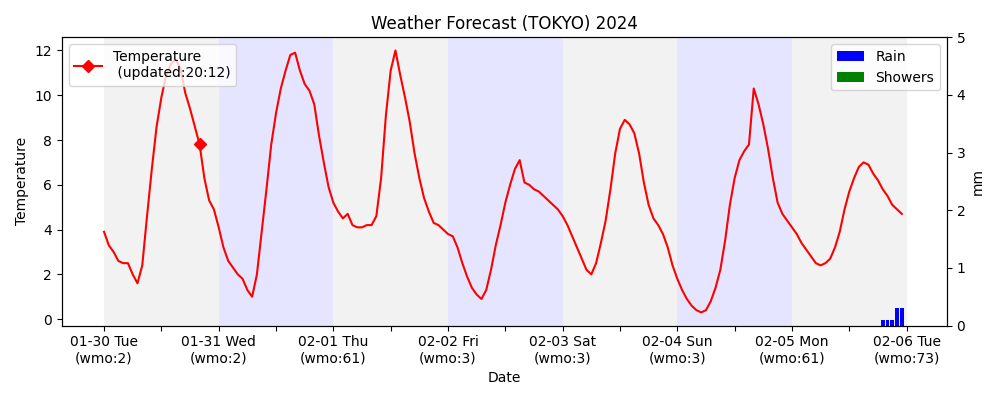 Weather Forecast (TOKYO) 2024
Temperature
(updated:20:12)
Rain
Showers
Temperature
12
10
8
6
4
2
0
5
4
3
2
1
0
mm
01-30 Tue
(wmo:2)
01-31 Wed
(wmo:2)
02-01 Thu
(wmo:61)
02-02 Fri
(wmo:3)
02-03 Sat
(wmo:3)
02-04 Sun
(wmo:3)
02-05 Mon
(wmo:61)
02-06 Tue
(wmo:73)
Date